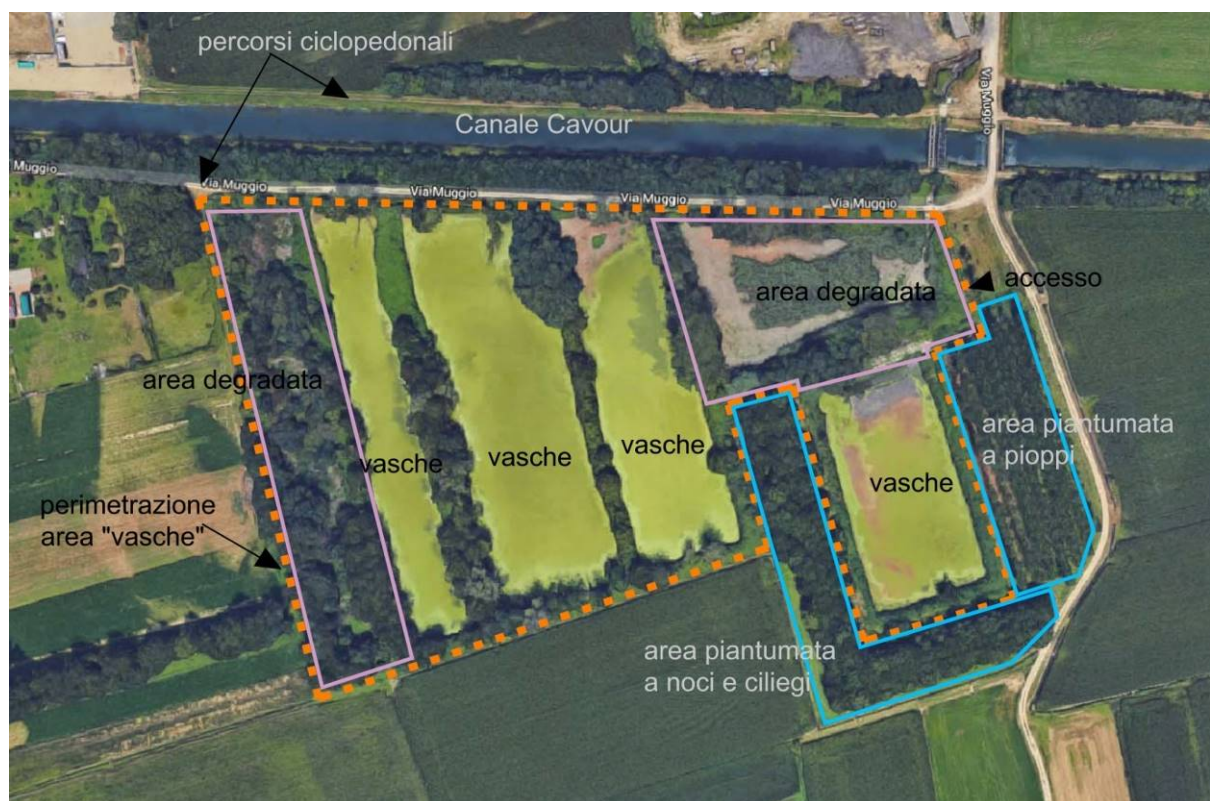 percorsi ciclopedonali
Canale Cavour
Via Muggio
Muggio
Via Muggio
Via Muggio
Via Muggio
Via Muggio
area degradata
accesso
area degradata
area piantumata
a pioppi
vasche
vasche
vasche
vasche
perimetrazione
area "vasche"
area piantumata
a noci e ciliegi